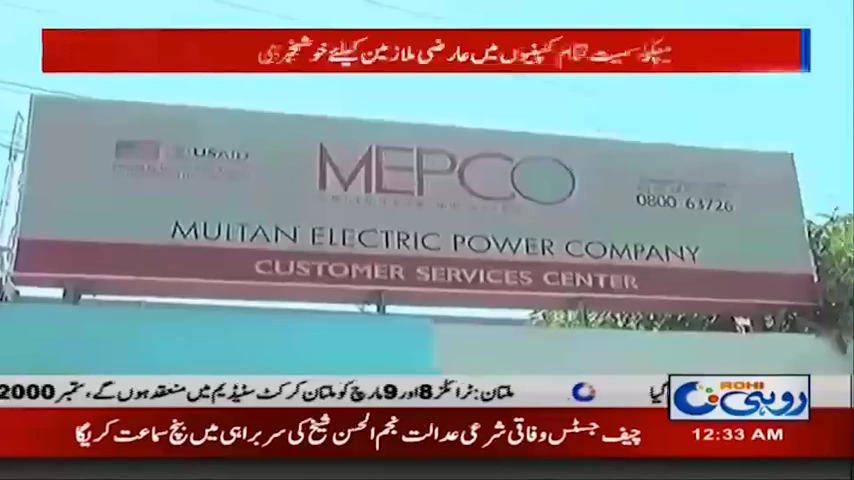 میپکو سمیت تمام کمپنیوں میں عارضی ملازمین کیلئے خوشخبری
USAID
MEPCO
0800 63726
MULTAN ELECTRIC POWER COMPANY
CUSTOMER SERVICES CENTER
ملتان: ٹرائلز 8 اور 9 مارچ کو ملتان کرکٹ سٹیڈیم میں منعقد ہوں گے، ستمبر 2000
گیا
ROHI
روہی
چیف جسٹس وفاقی شرعی عدالت نجم الحسن شیخ کی سربراہی میں بنچ سماعت کریگا
12:33 AM